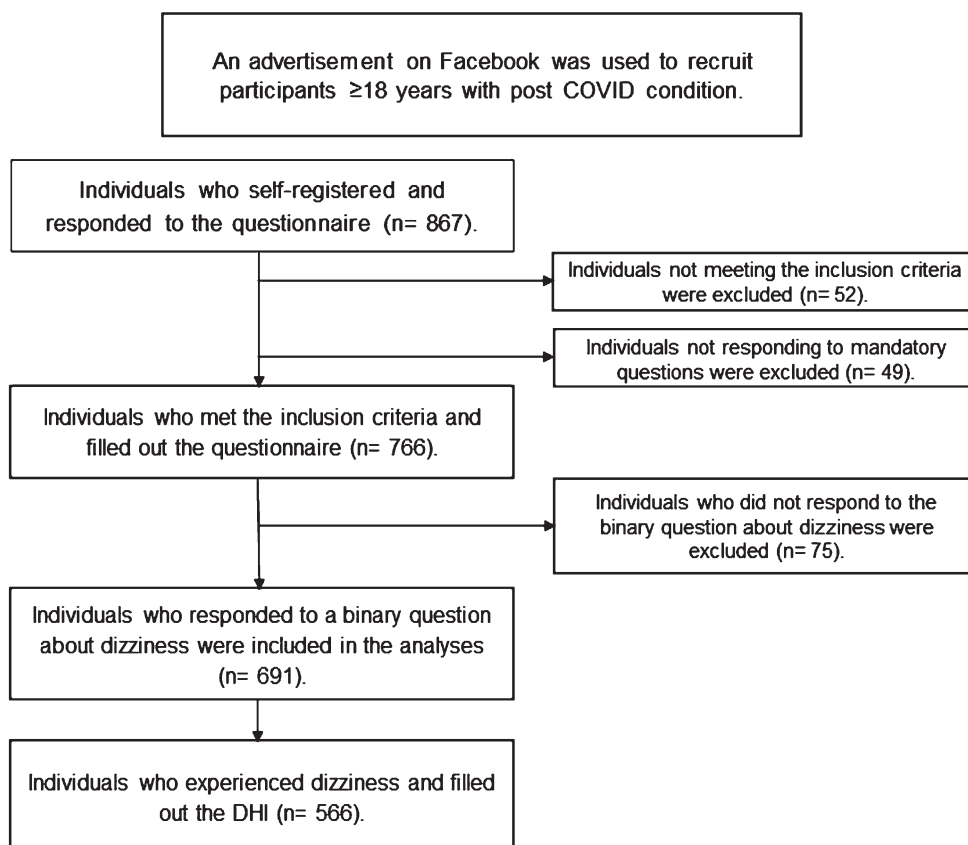 An advertisement on Facebook was used to recruit
participants ≥18 years with post COVID condition.
Individuals who self-registered and
responded to the questionnaire (n= 867).
Individuals not meeting the inclusion criteria
were excluded (n= 52).
Individuals not responding to mandatory
questions were excluded (n= 49).
Individuals who met the inclusion criteria and
filled out the questionnaire (n= 766).
Individuals who did not respond to the
binary question about dizziness were
excluded (n= 75).
Individuals who responded to a binary question
about dizziness were included in the analyses
(n= 691).
Individuals who experienced dizziness and filled
out the DHI (n= 566).